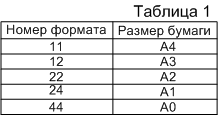 Таблица 1
Номер формата Размер бумаги
11 А4
12 А3
22 А2
24 А1
44 А0